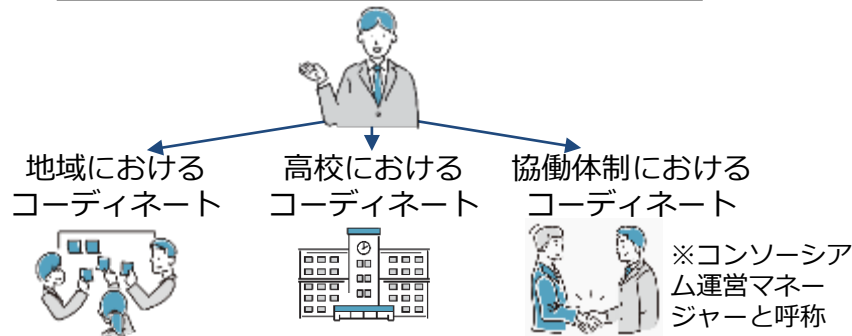 地域における
コーディネート
高校における
コーディネート
協働体制における
コーディネート
※コンソーシア
ム運営マネー
ジャーと呼称